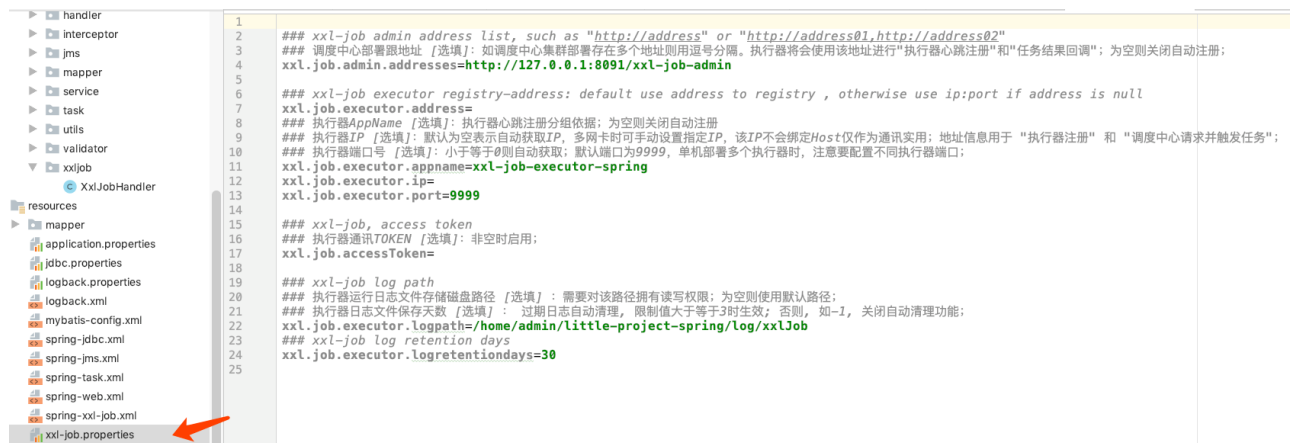 handler
interceptor
jms
mapper
service
task
utils
validator
xxljob
XxlJobHandler
resources
mapper
application.properties
jdbc.properties
logback.properties
logback.xml
mybatis-config.xml
spring-jdbc.xml
spring-jms.xml
spring-task.xml
spring-web.xml
spring-xxl-job.xml
xxl-job.properties
1
2 ### xxl-job admin address list, such as "http://address" or "http://address01,http://address02"
3 ### 调度中心部署跟地址 [选填]：如调度中心集群部署存在多个地址则用逗号分隔。执行器将会使用该地址进行"执行器心跳注册"和"任务结果回调"；为空则关闭自动注册；
4 xxl.job.admin.addresses=http://127.0.0.1:8091/xxl-job-admin
5
6 ### xxl-job executor registry-address: default use address to registry , otherwise use ip:port if address is null
7 xxl.job.executor.address=
8 ### 执行器AppName [选填]：执行器心跳注册分组依据；为空则关闭自动注册
9 ### 执行器IP [选填]：默认为空表示自动获取IP，多网卡时可手动设置指定IP，该IP不会绑定Host仅作为通讯实用；地址信息用于 "执行器注册" 和 "调度中心请求并触发任务"；
10 ### 执行器端口号 [选填]：小于等于0则自动获取；默认端口为9999，单机部署多个执行器时，注意要配置不同执行器端口；
11 xxl.job.executor.appname=xxl-job-executor-spring
12 xxl.job.executor.ip=
13 xxl.job.executor.port=9999
14
15 ### xxl-job, access token
16 ### 执行器通讯TOKEN [选填]：非空时启用；
17 xxl.job.accessToken=
18
19 ### xxl-job log path
20 ### 执行器运行日志文件存储磁盘路径 [选填] ：需要对该路径拥有读写权限；为空则使用默认路径；
21 ### 执行器日志文件保存天数 [选填] ： 过期日志自动清理, 限制值大于等于3时生效; 否则, 如-1, 关闭自动清理功能；
22 xxl.job.executor.logpath=/home/admin/little-project-spring/log/xxlJob
23 ### xxl-job log retention days
24 xxl.job.executor.logretentiondays=30
25